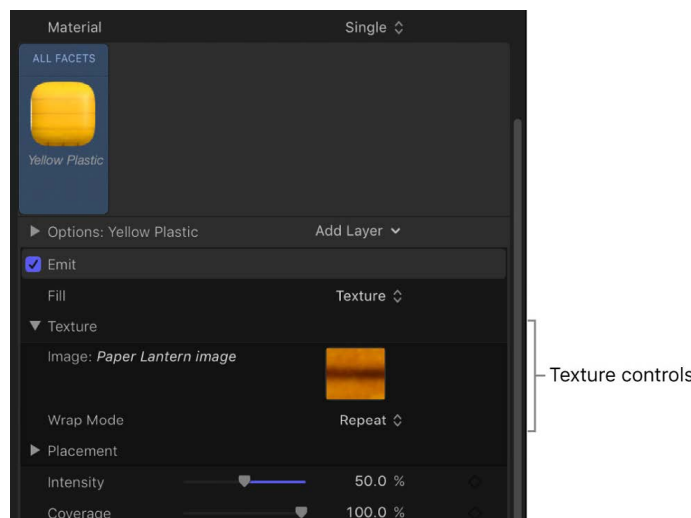 Material Single
ALL FACETS
Yellow Plastic
Options: Yellow Plastic Add Layer
Emit
Fill Texture
Texture
Image: Paper Lantern image
Texture controls
Wrap Mode Repeat
Placement
Intensity 50.0 %
Coverage 100.0 %